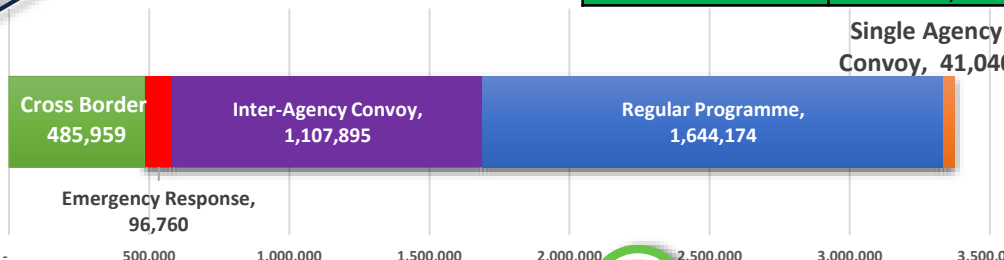 Single Agency
Convoy, 41,040
Cross Border
485,959
Inter-Agency Convoy,
1,107,895
Regular Programme,
1,644,174
Emergency Response,
96,760
- 500,000 1,000,000 1,500,000 2,000,000 2,500,000 3,000,000